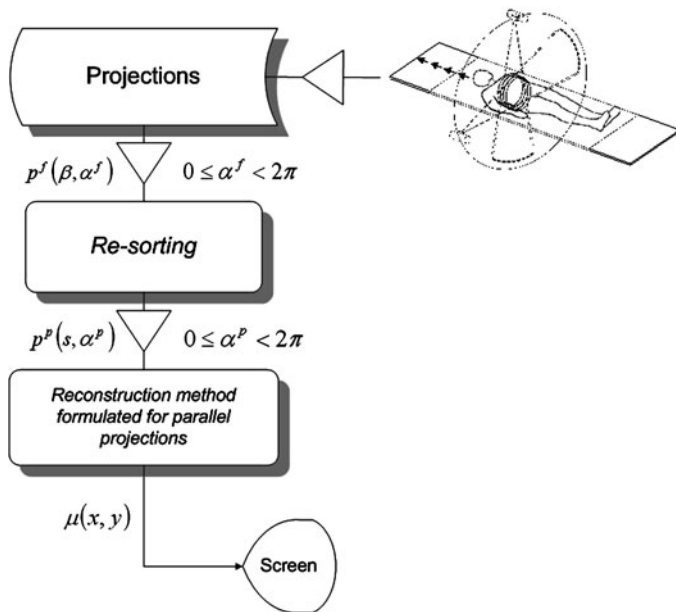 Projections
p^f(β, α^f) 0 ≤ α^f < 2π
Re-sorting
p^p(s, α^p) 0 ≤ α^p < 2π
Reconstruction method
formulated for parallel
projections
μ(x, y)
Screen